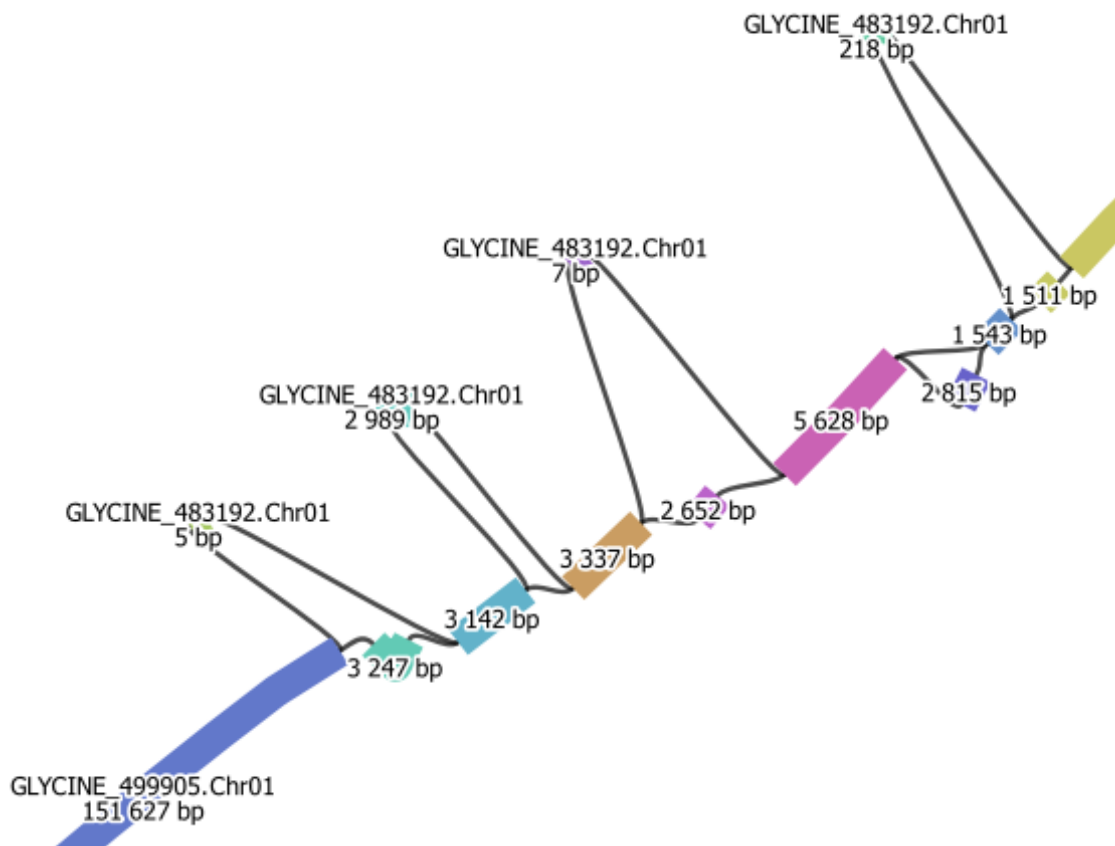 GLYCINE_483192.Chr01
218 bp
GLYCINE_483192.Chr01
7 bp
1 511 bp
1 543 bp
GLYCINE_483192.Chr01
2 989 bp
2 815 bp
5 628 bp
GLYCINE_483192.Chr01
5 bp
2 652 bp
3 337 bp
3 142 bp
3 247 bp
GLYCINE_499905.Chr01
151 627 bp